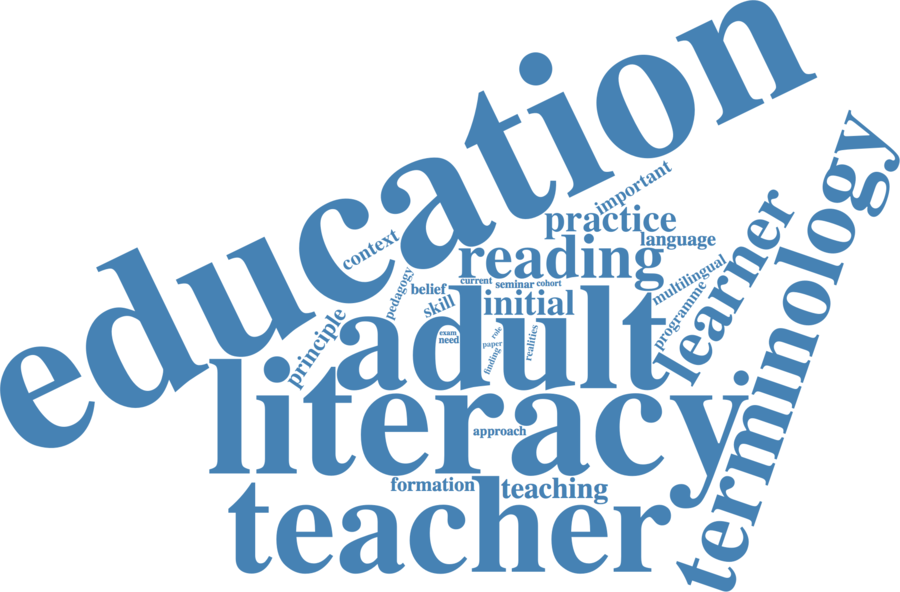 education
important
practice
context
language
reading
pedagogy
current
seminar
cohort
belief
multilingual
learner
terminology
skill
initial
programme
principle
adult
exam
need
role
paper
realities
finding
literacy
approach
formation
teaching
teacher